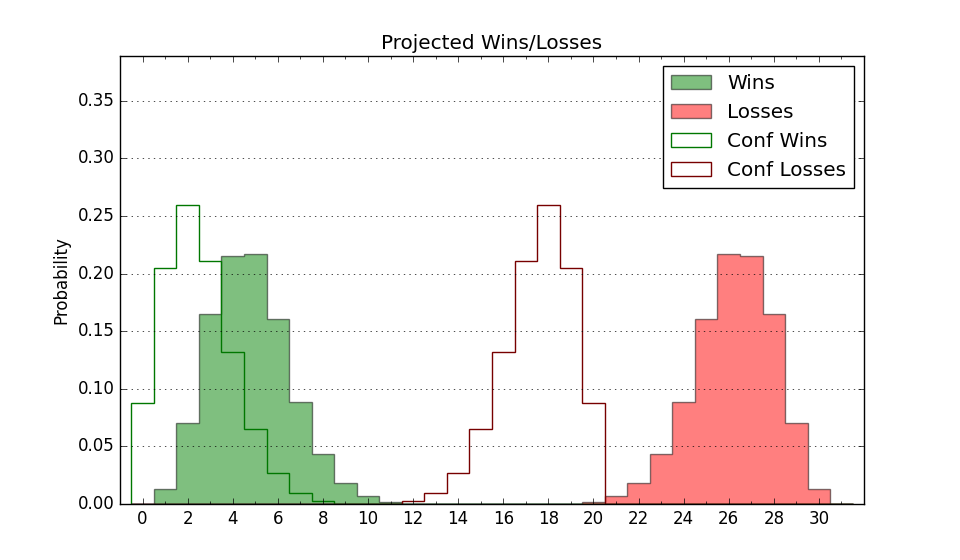 Projected Wins/Losses
Probability
0.35
0.30
0.25
0.20
0.15
0.10
0.05
0.00
0 2 4 6 8 10 12 14 16 18 20 22 24 26 28 30
Wins
Losses
Conf Wins
Conf Losses